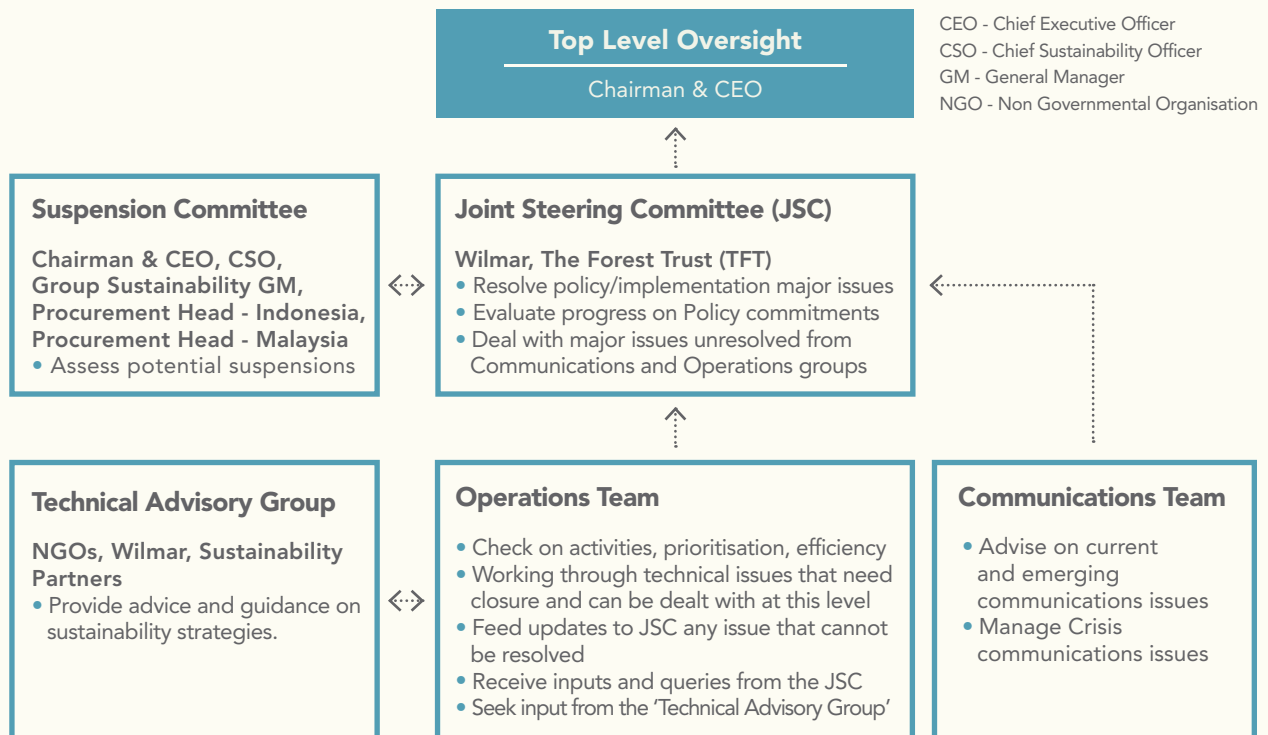 Top Level Oversight
Chairman & CEO
CEO - Chief Executive Officer
CSO - Chief Sustainability Officer
GM - General Manager
NGO - Non Governmental Organisation
Suspension Committee
Chairman & CEO, CSO,
Group Sustainability GM,
Procurement Head - Indonesia,
Procurement Head - Malaysia
• Assess potential suspensions
Joint Steering Committee (JSC)
Wilmar, The Forest Trust (TFT)
• Resolve policy/implementation major issues
• Evaluate progress on Policy commitments
• Deal with major issues unresolved from
Communications and Operations groups
Technical Advisory Group
NGOs, Wilmar, Sustainability
Partners
• Provide advice and guidance on
sustainability strategies.
Operations Team
• Check on activities, prioritisation, efficiency
• Working through technical issues that need
closure and can be dealt with at this level
• Feed updates to JSC any issue that cannot
be resolved
• Receive inputs and queries from the JSC
• Seek input from the 'Technical Advisory Group'
Communications Team
• Advise on current
and emerging
communications issues
• Manage Crisis
communications issues